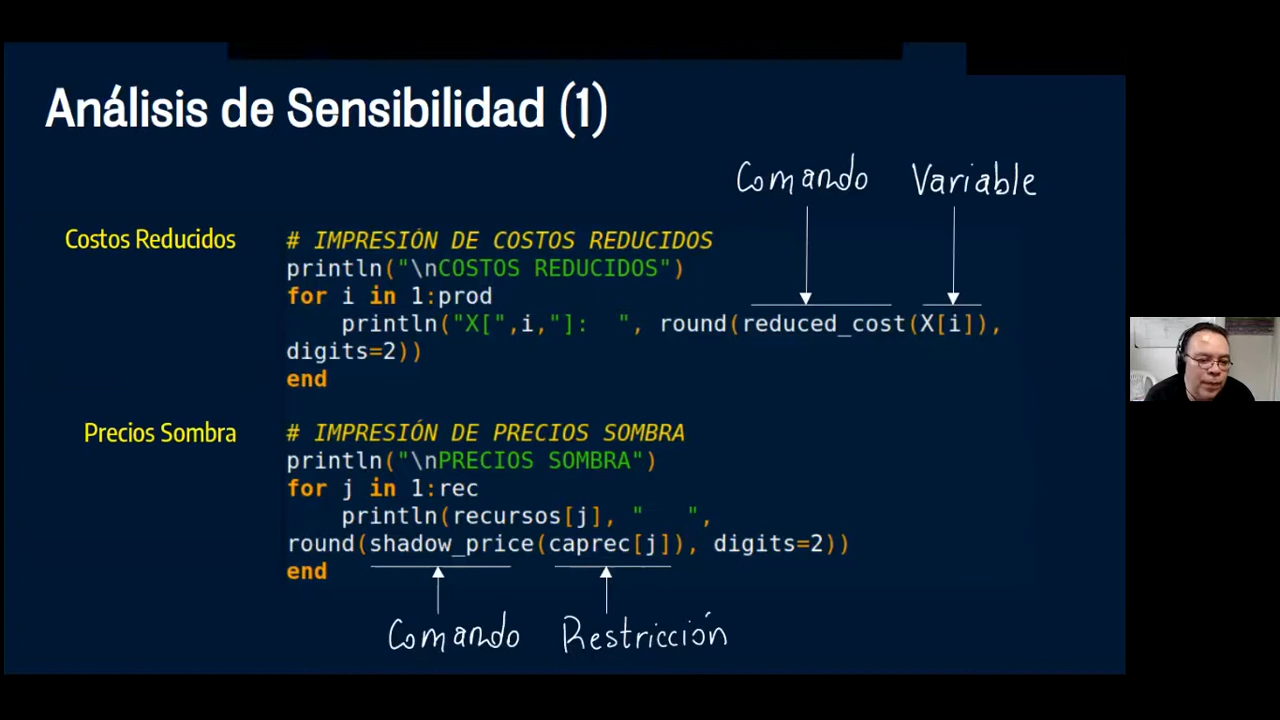 Análisis de Sensibilidad (1)
Comando Variable
Costos Reducidos
# IMPRESIÓN DE COSTOS REDUCIDOS
println("\nCOSTOS REDUCIDOS")
for i in 1:prod
println("X[",i,"]:  ", round(reduced_cost(X[i]),
digits=2))
end
Precios Sombra
# IMPRESIÓN DE PRECIOS SOMBRA
println("\nPRECIOS SOMBRA")
for j in 1:rec
println(recursos[j], "   ",
round(shadow_price(caprec[j]), digits=2))
end
Comando Restricción